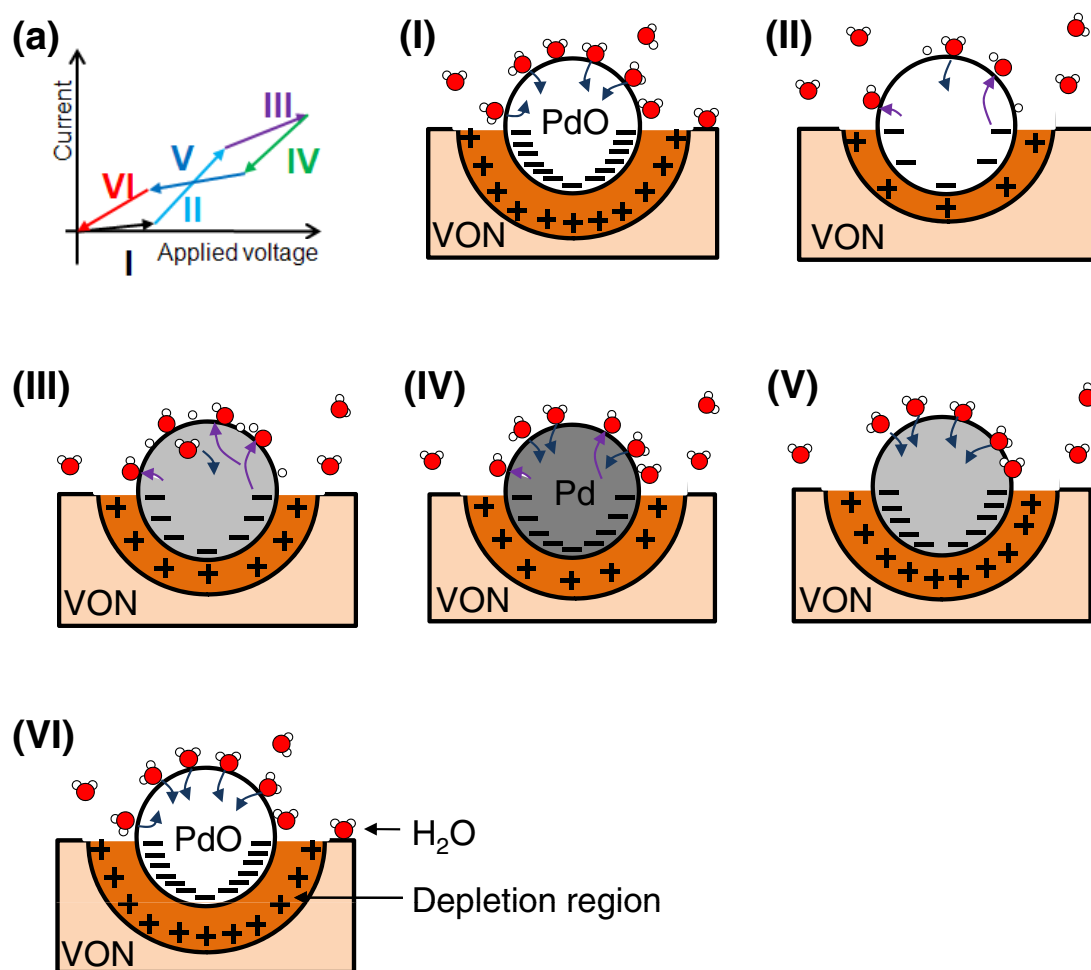 (a)
Current
I
II
III
IV
V
VI
Applied voltage
(I)
PdO
VON
(II)
VON
(III)
VON
(IV)
Pd
VON
(V)
VON
(VI)
PdO
VON
H₂O
Depletion region